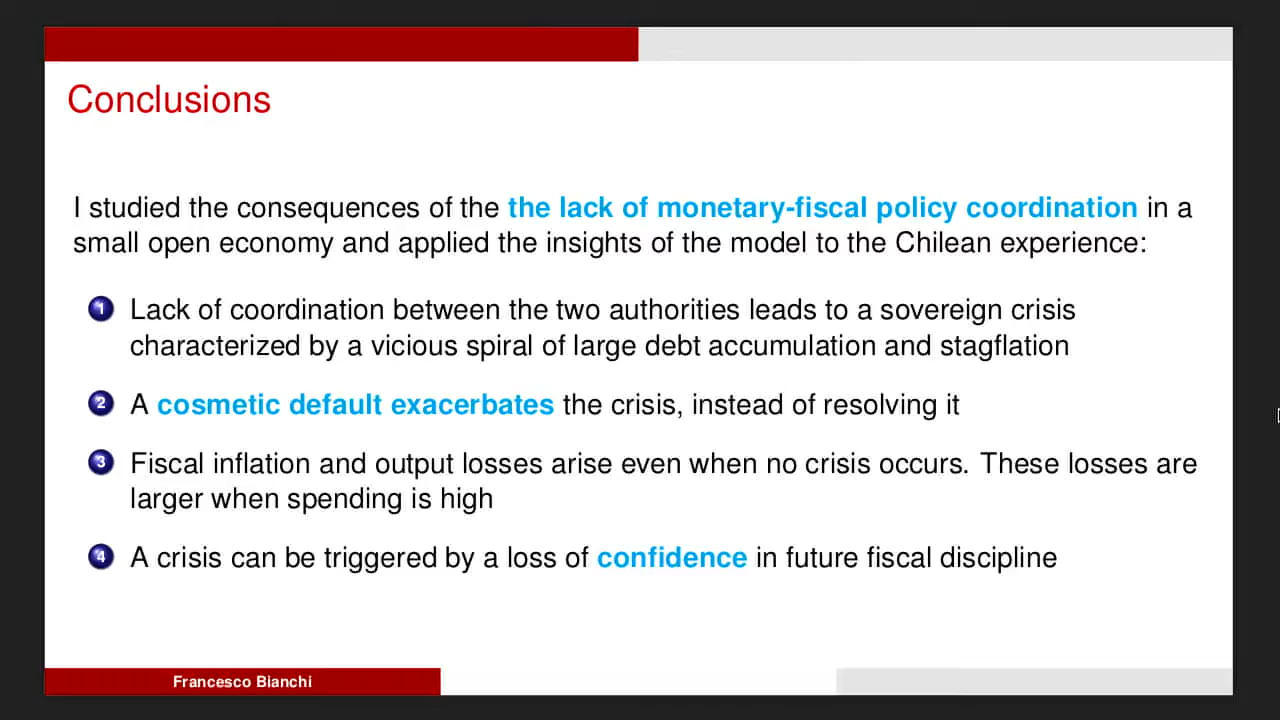 Conclusions
I studied the consequences of the the lack of monetary-fiscal policy coordination in a
small open economy and applied the insights of the model to the Chilean experience:
1 Lack of coordination between the two authorities leads to a sovereign crisis
characterized by a vicious spiral of large debt accumulation and stagflation
2 A cosmetic default exacerbates the crisis, instead of resolving it
3 Fiscal inflation and output losses arise even when no crisis occurs. These losses are
larger when spending is high
4 A crisis can be triggered by a loss of confidence in future fiscal discipline
Francesco Bianchi